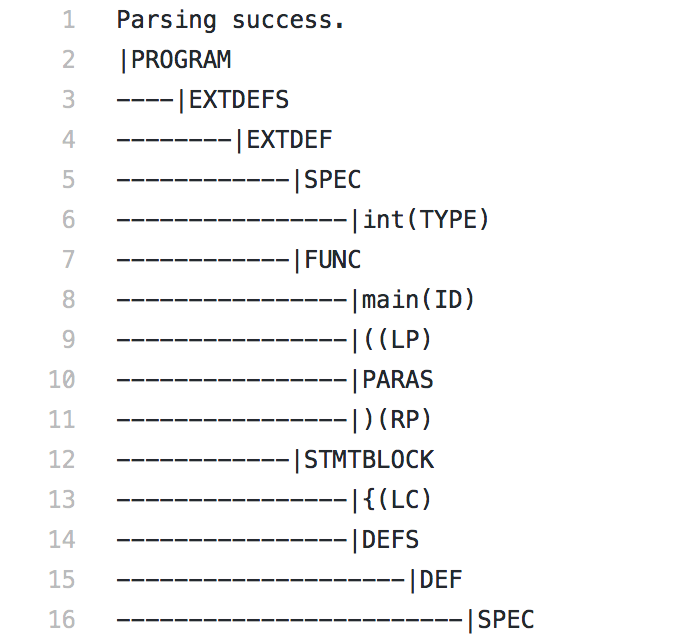 1 Parsing success.
2 |PROGRAM
3 ----|EXTDEFS
4 --------|EXTDEF
5 ------------|SPEC
6 ----------------|int(TYPE)
7 ------------|FUNC
8 ----------------|main(ID)
9 ----------------|((LP)
10 ----------------|PARAS
11 ----------------|)(RP)
12 ------------|STMTBLOCK
13 ----------------|{(LC)
14 ----------------|DEFS
15 --------------------|DEF
16 ------------------------|SPEC